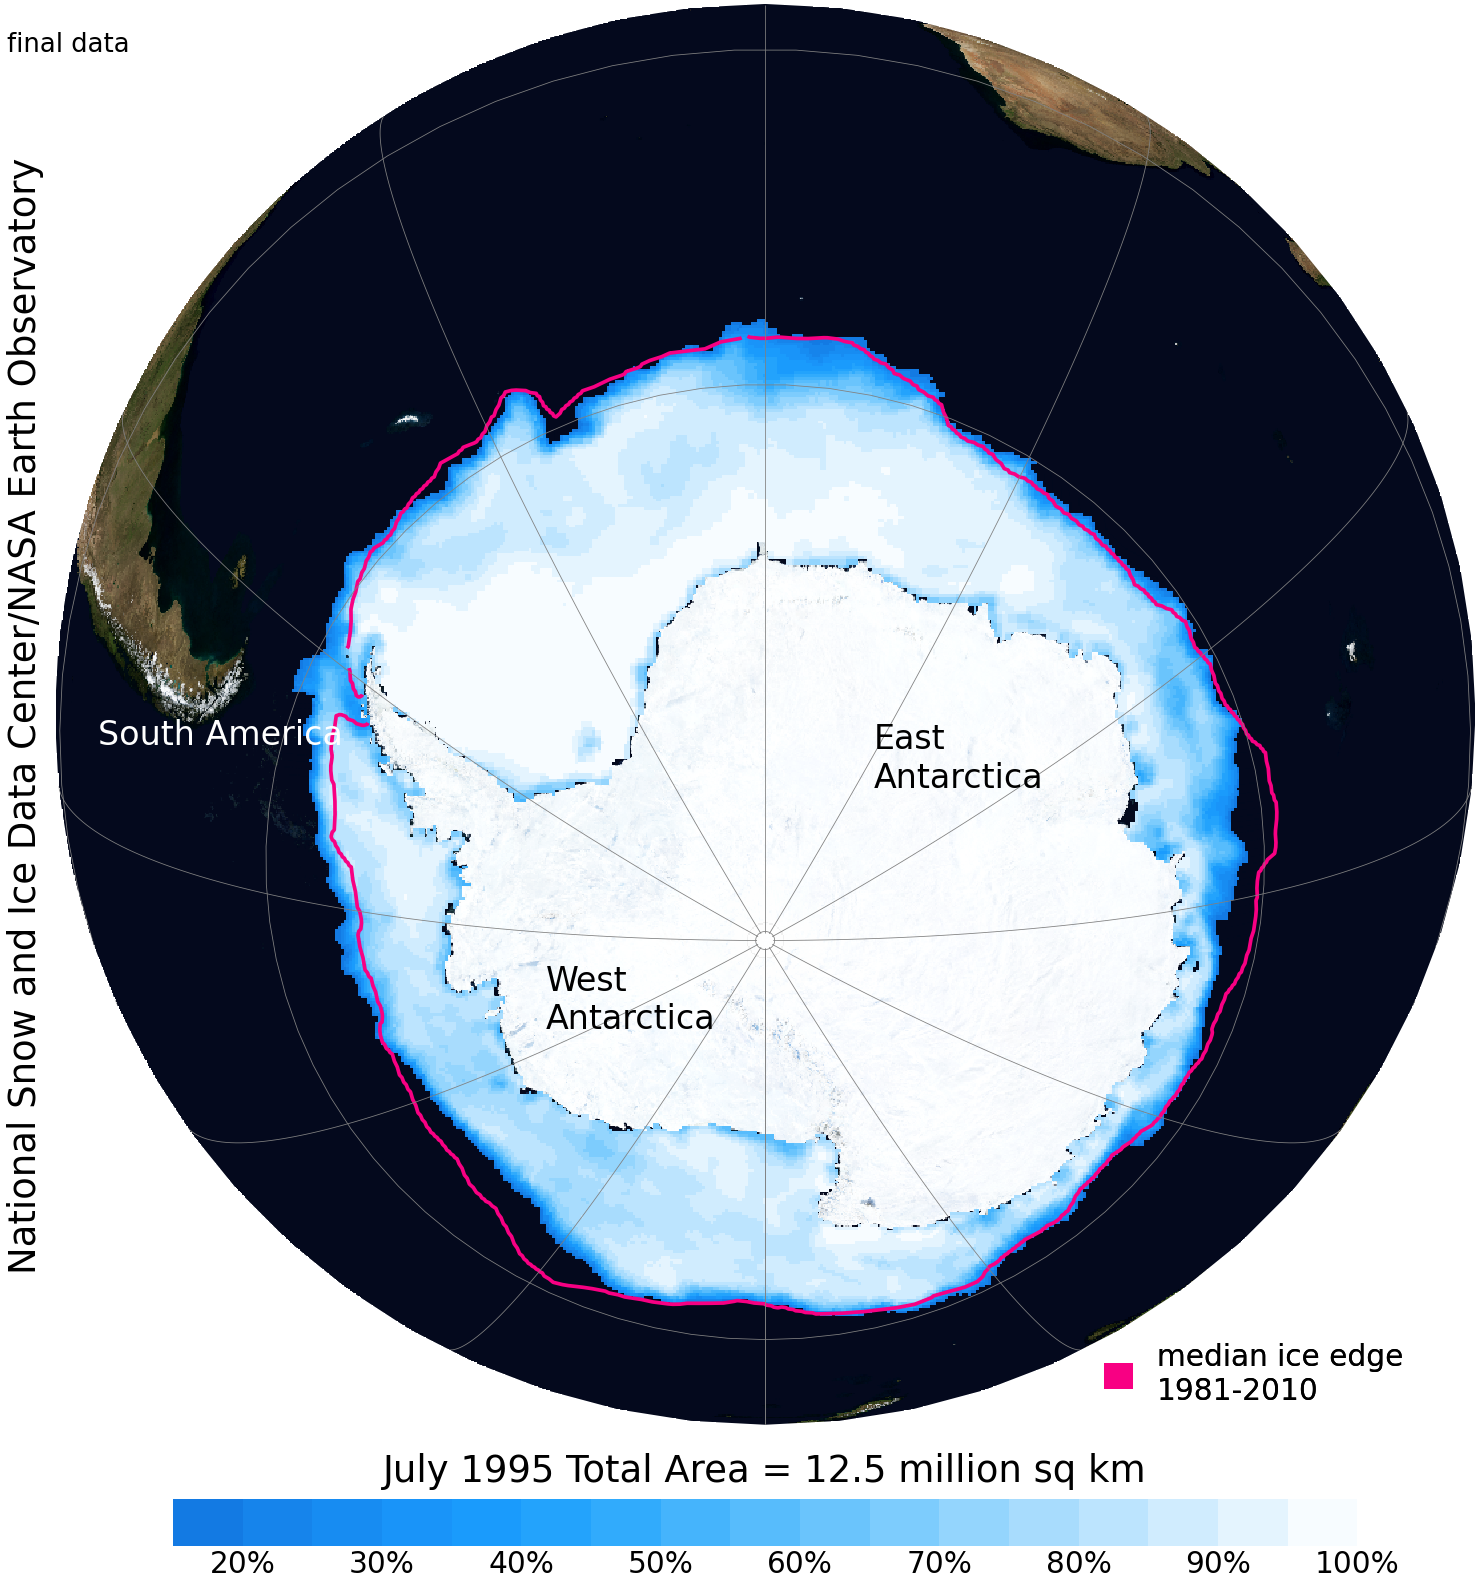 final data
National Snow and Ice Data Center/NASA Earth Observatory
South America
East
Antarctica
West
Antarctica
median ice edge
1981-2010
July 1995 Total Area = 12.5 million sq km
20% 30% 40% 50% 60% 70% 80% 90% 100%